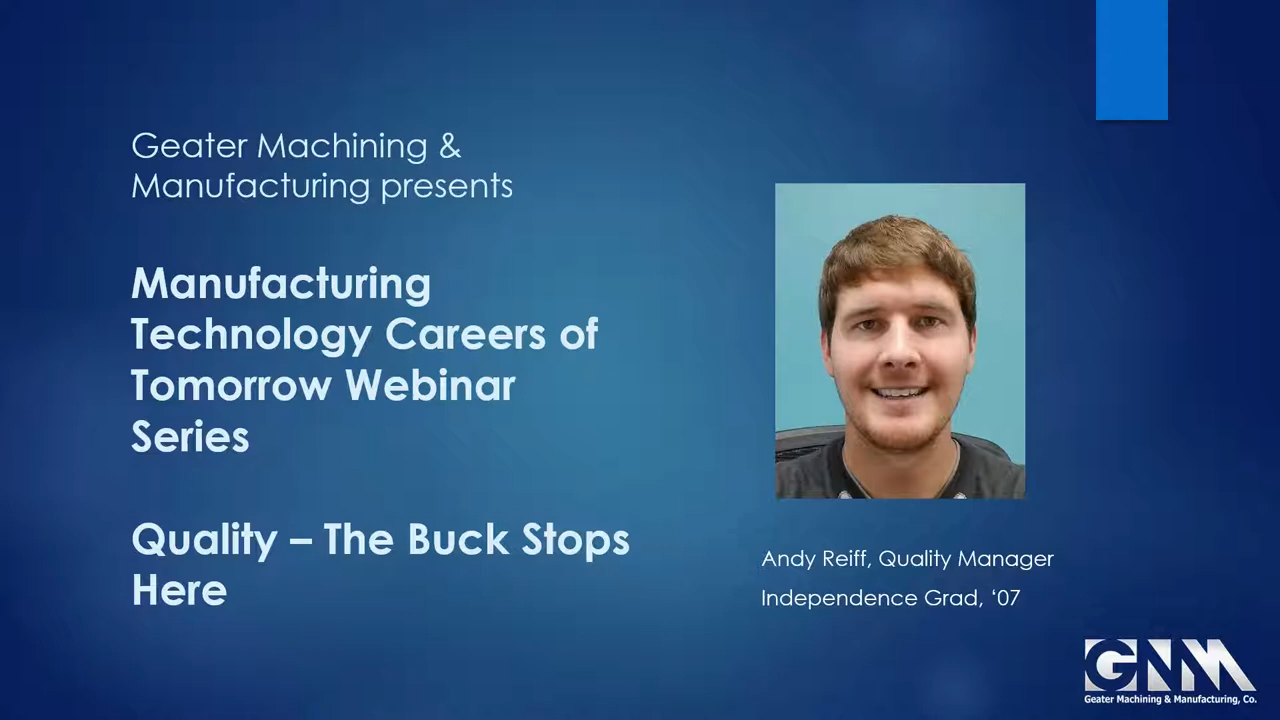 Geater Machining &
Manufacturing presents
Manufacturing
Technology Careers of
Tomorrow Webinar
Series
Quality – The Buck Stops
Here
Andy Reiff, Quality Manager
Independence Grad, ‘07
GMM
Geater Machining & Manufacturing, Co.